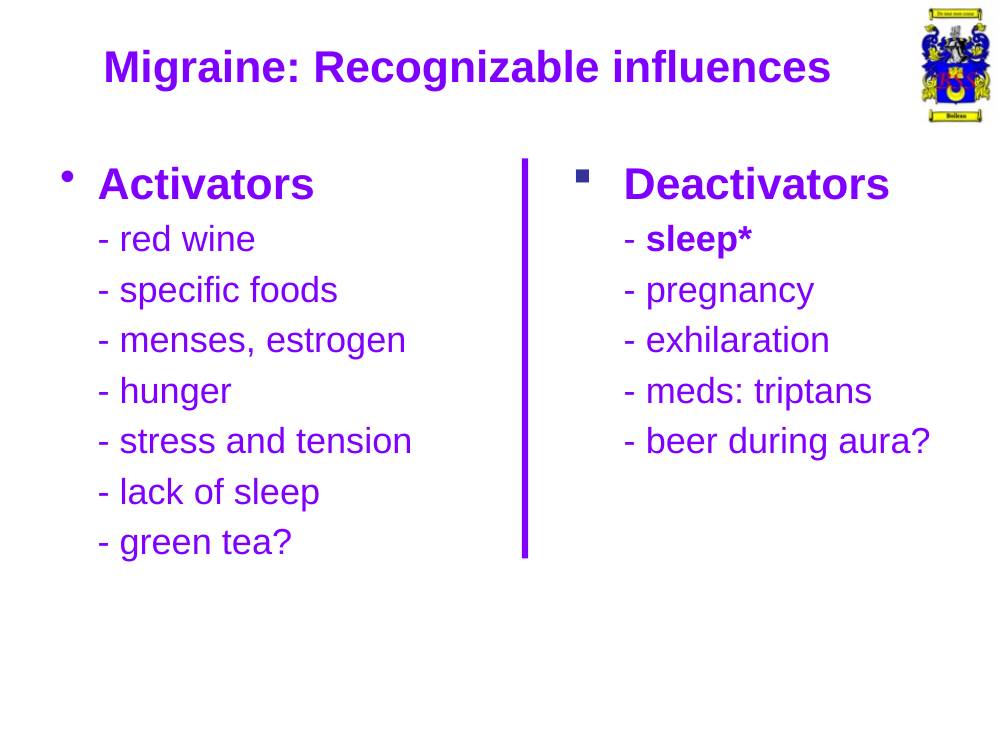 Migraine: Recognizable influences
• Activators
- red wine
- specific foods
- menses, estrogen
- hunger
- stress and tension
- lack of sleep
- green tea?
▪ Deactivators
- sleep*
- pregnancy
- exhilaration
- meds: triptans
- beer during aura?